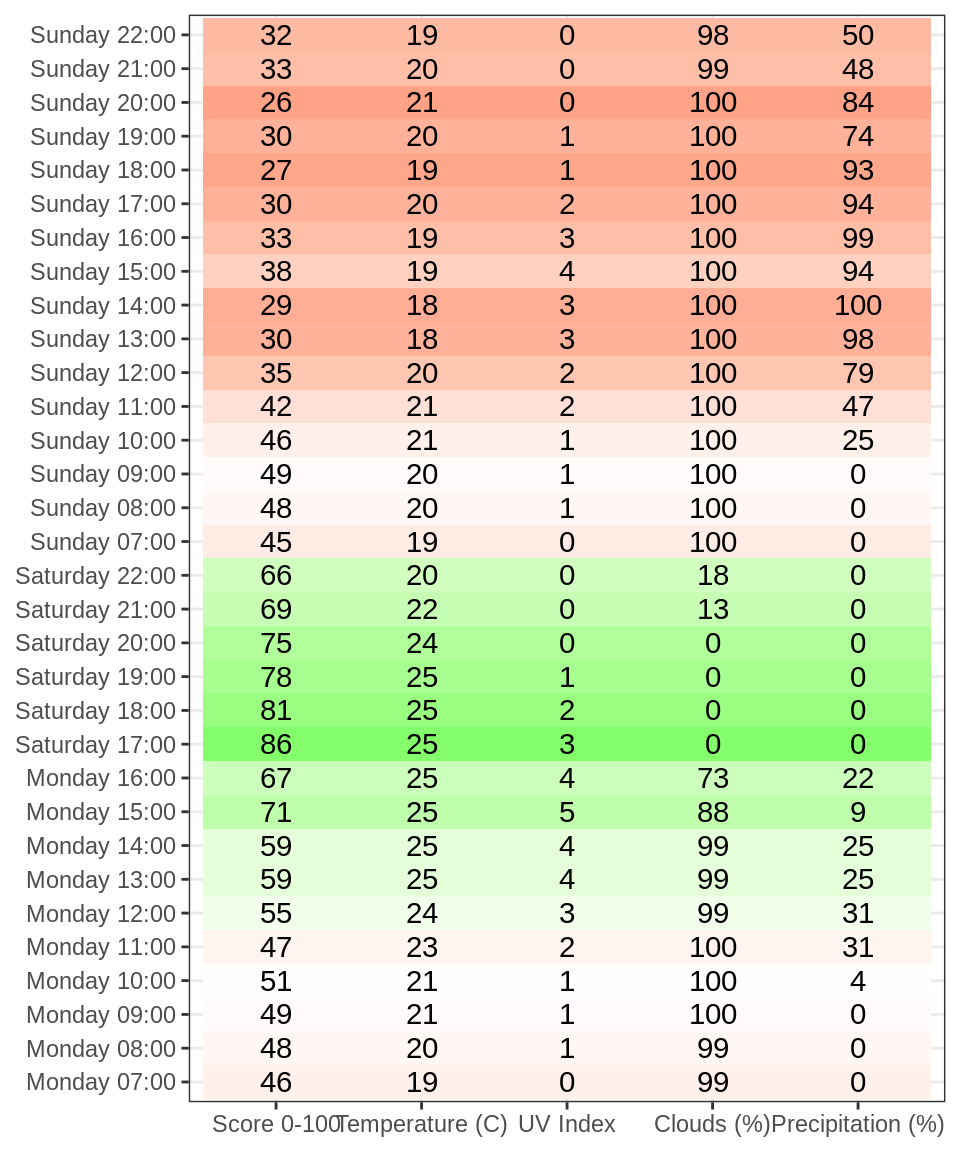 Sunday 22:00 32 19 0 98 50
Sunday 21:00 33 20 0 99 48
Sunday 20:00 26 21 0 100 84
Sunday 19:00 30 20 1 100 74
Sunday 18:00 27 19 1 100 93
Sunday 17:00 30 20 2 100 94
Sunday 16:00 33 19 3 100 99
Sunday 15:00 38 19 4 100 94
Sunday 14:00 29 18 3 100 100
Sunday 13:00 30 18 3 100 98
Sunday 12:00 35 20 2 100 79
Sunday 11:00 42 21 2 100 47
Sunday 10:00 46 21 1 100 25
Sunday 09:00 49 20 1 100 0
Sunday 08:00 48 20 1 100 0
Sunday 07:00 45 19 0 100 0
Saturday 22:00 66 20 0 18 0
Saturday 21:00 69 22 0 13 0
Saturday 20:00 75 24 0 0 0
Saturday 19:00 78 25 1 0 0
Saturday 18:00 81 25 2 0 0
Saturday 17:00 86 25 3 0 0
Monday 16:00 67 25 4 73 22
Monday 15:00 71 25 5 88 9
Monday 14:00 59 25 4 99 25
Monday 13:00 59 25 4 99 25
Monday 12:00 55 24 3 99 31
Monday 11:00 47 23 2 100 31
Monday 10:00 51 21 1 100 4
Monday 09:00 49 21 1 100 0
Monday 08:00 48 20 1 99 0
Monday 07:00 46 19 0 99 0
Score 0-100 Temperature (C) UV Index Clouds (%) Precipitation (%)